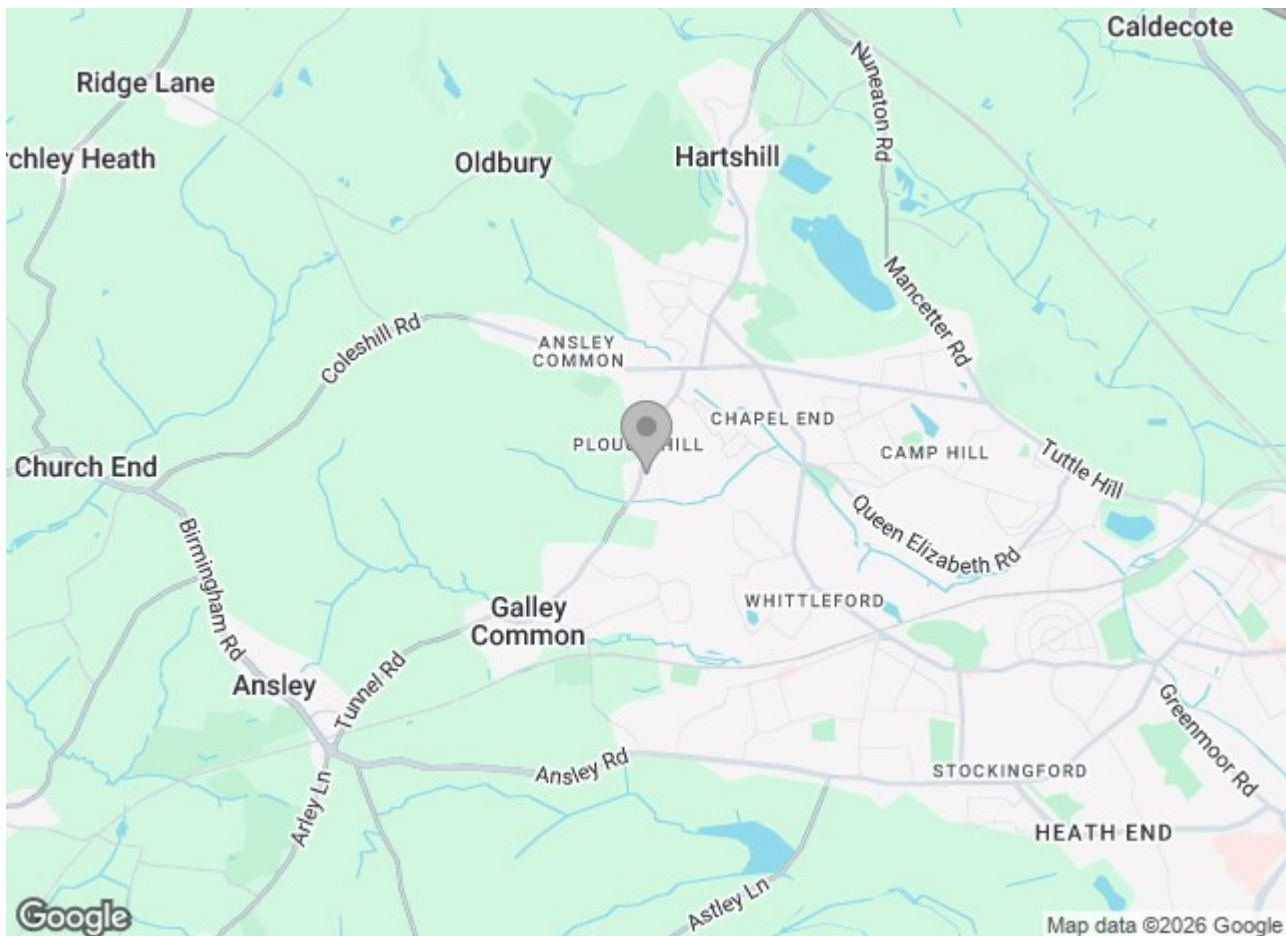 Caldecote
Ridge Lane
Nuneaton Rd
rchley Heath
Oldbury
Hartshill
Mancetter Rd
Coleshill Rd
ANSLEY
COMMON
CHAPEL END
PLOUGH HILL
CAMP HILL
Tuttle Hill
Church End
Queen Elizabeth Rd
Birmingham Rd
WHITTLEFORD
Galley
Common
Ansley
Tunnel Rd
Greenmoor Rd
Ansley Rd
STOCKINGFORD
Arley Ln
HEATH END
Astley Ln
Google
Map data ©2026 Google